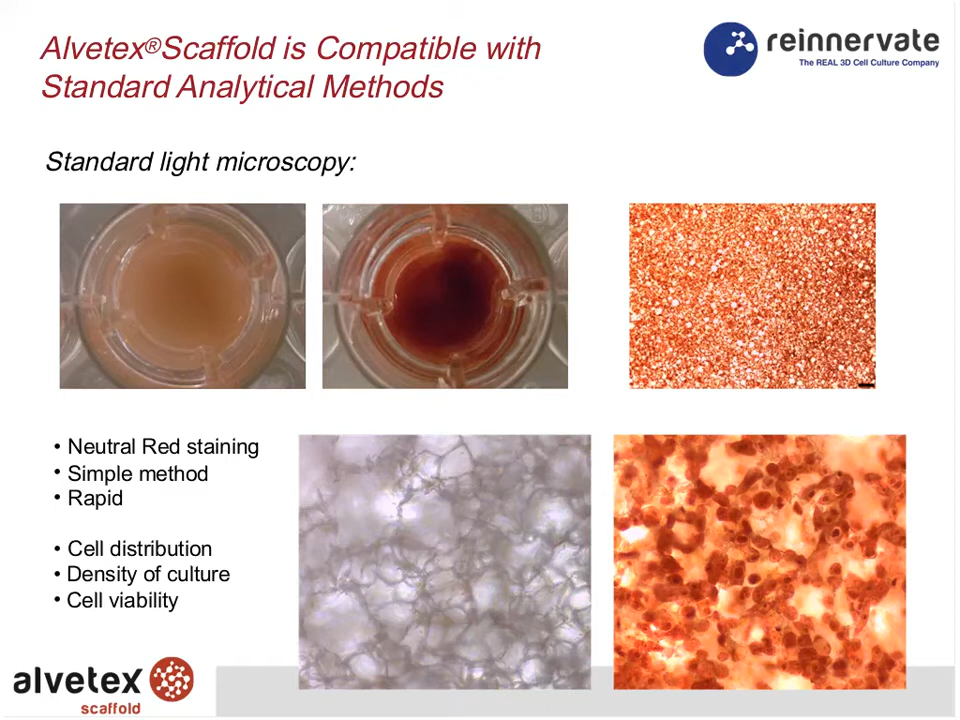 Alvetex®Scaffold is Compatible with
Standard Analytical Methods
reinnervate
The REAL 3D Cell Culture Company
Standard light microscopy:
• Neutral Red staining
• Simple method
• Rapid
• Cell distribution
• Density of culture
• Cell viability
alvetex
scaffold